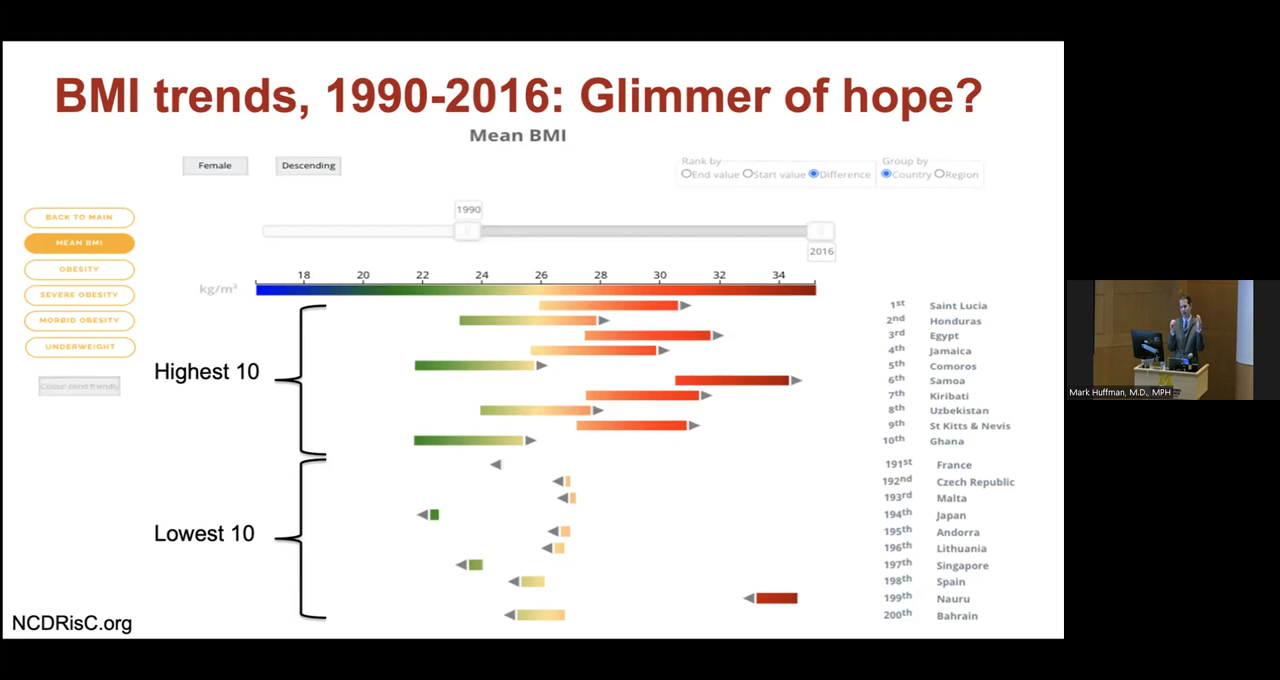 BMI trends, 1990-2016: Glimmer of hope?
Mean BMI
Female
Descending
Rank by
End value Start value Difference
Group by
Country Region
1990
2016
BACK TO MAIN
MEAN BMI
OBESITY
SEVERE OBESITY
MORBID OBESITY
UNDERWEIGHT
Colour-blind friendly
18 20 22 24 26 28 30 32 34
kg/m²
Highest 10
1st Saint Lucia
2nd Honduras
3rd Egypt
4th Jamaica
5th Comoros
6th Samoa
7th Kiribati
8th Uzbekistan
9th St Kitts & Nevis
10th Ghana
Lowest 10
191st France
192nd Czech Republic
193rd Malta
194th Japan
195th Andorra
196th Lithuania
197th Singapore
198th Spain
199th Nauru
200th Bahrain
NCDRisC.org
Mark Huffman, M.D., MPH